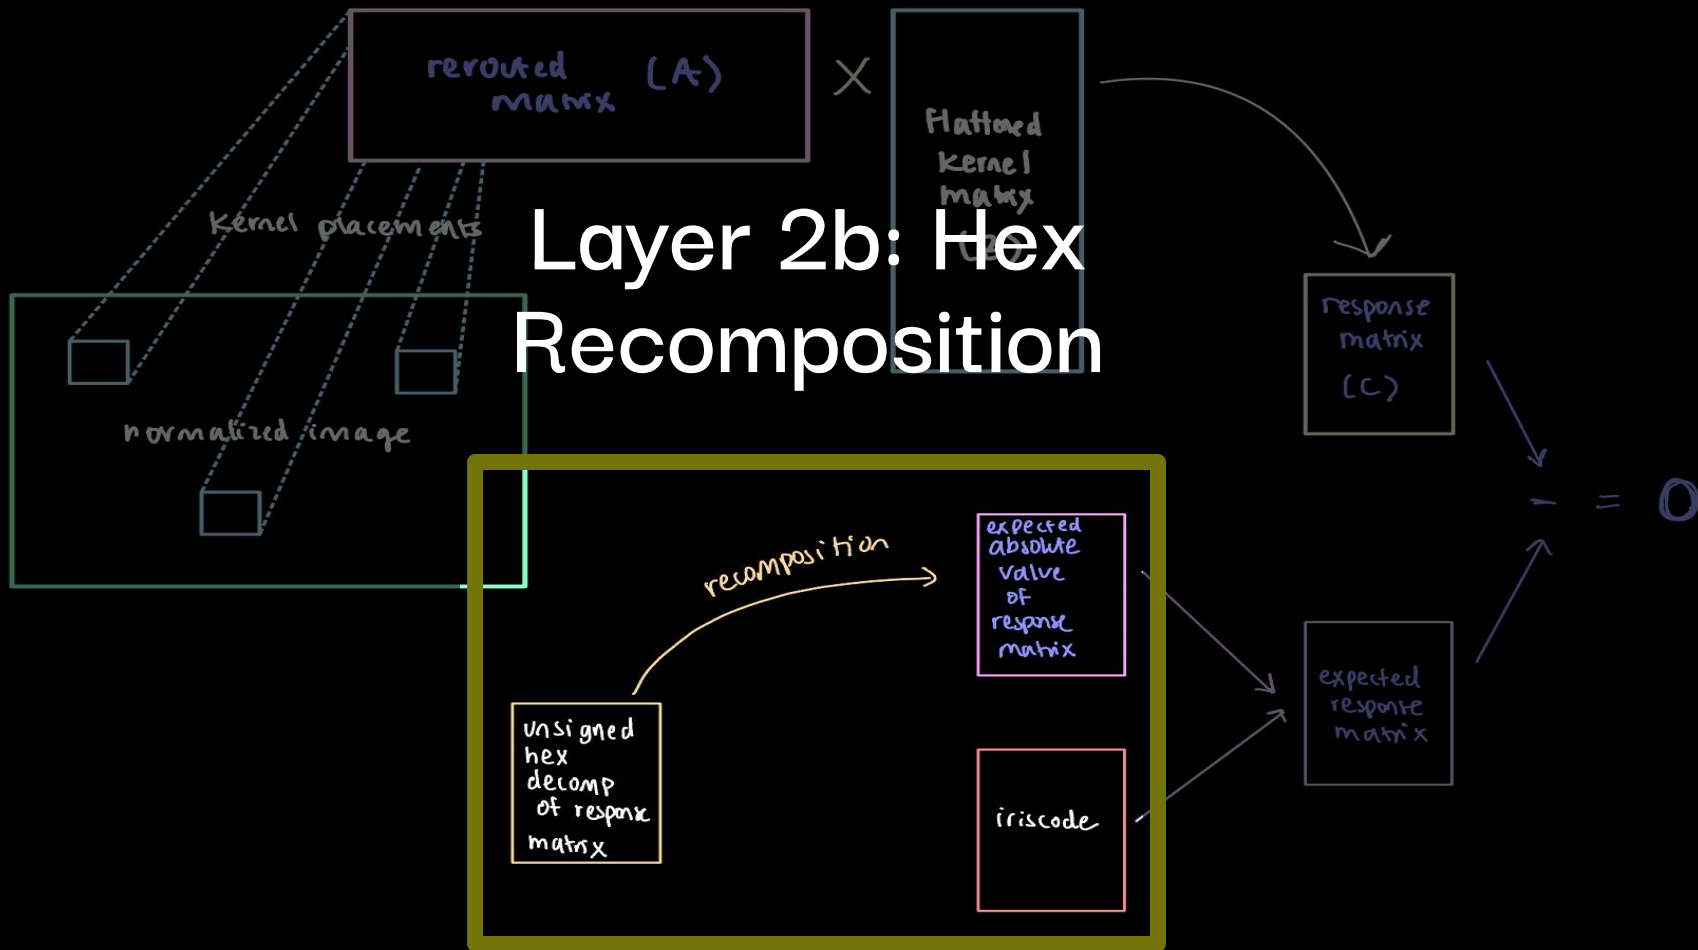 rerouted (A)
matrix
X
Flattened
kernel
matrix
(B)
kernel placements
Layer 2b: Hex
Recomposition
response
matrix
(C)
normalized image
- = 0
recomposition
expected
absolute
value
of
response
matrix
unsigned
hex
decomp
of response
matrix
iriscode
expected
response
matrix